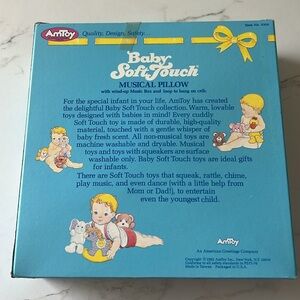 AmToy
Quality, Design, Safety...
Baby
Soft Touch
MUSICAL PILLOW
with wind-up Music Box and loop to hang on crib.
For the special infant in your life, AmToy has created
the delightful Baby Soft Touch collection. Warm, lovable
toys designed with babies in mind! Every cuddly
Soft Touch toy is made of durable, high-quality
material, touched with a gentle whisper of
baby fresh scent. All non-musical toys are
machine washable and dryable. Musical
toys and toys with squeakers are surface
washable only. Baby Soft Touch toys are ideal gifts
for infants.
There are Soft Touch toys that squeak, rattle, chime,
play music, and even dance (with a little help from
Mom or Dad!), to entertain
even the youngest child.
AmToy
An American Greetings Company
Made in Taiwan Packaged in U.S.A.